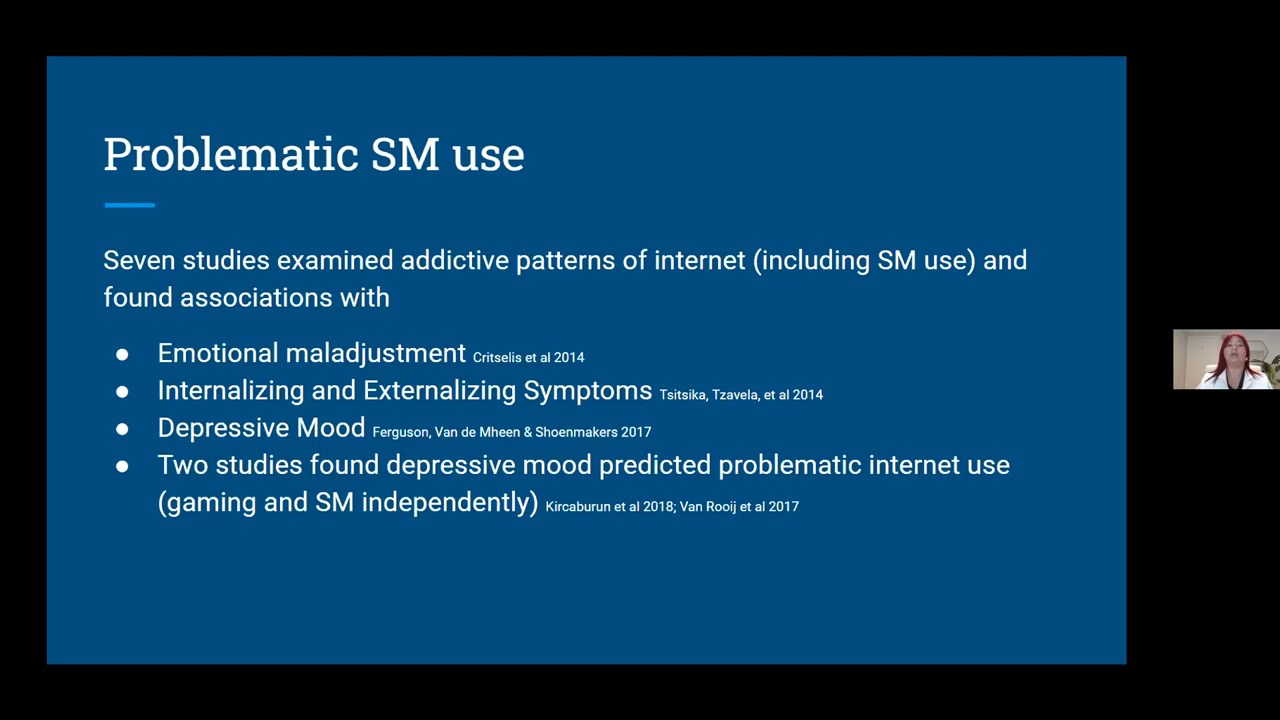 Problematic SM use
Seven studies examined addictive patterns of internet (including SM use) and
found associations with
● Emotional maladjustment Critselis et al 2014
● Internalizing and Externalizing Symptoms Tsitsika, Tzavela, et al 2014
● Depressive Mood Ferguson, Van de Mheen & Shoenmakers 2017
● Two studies found depressive mood predicted problematic internet use
(gaming and SM independently) Kircaburun et al 2018; Van Rooij et al 2017